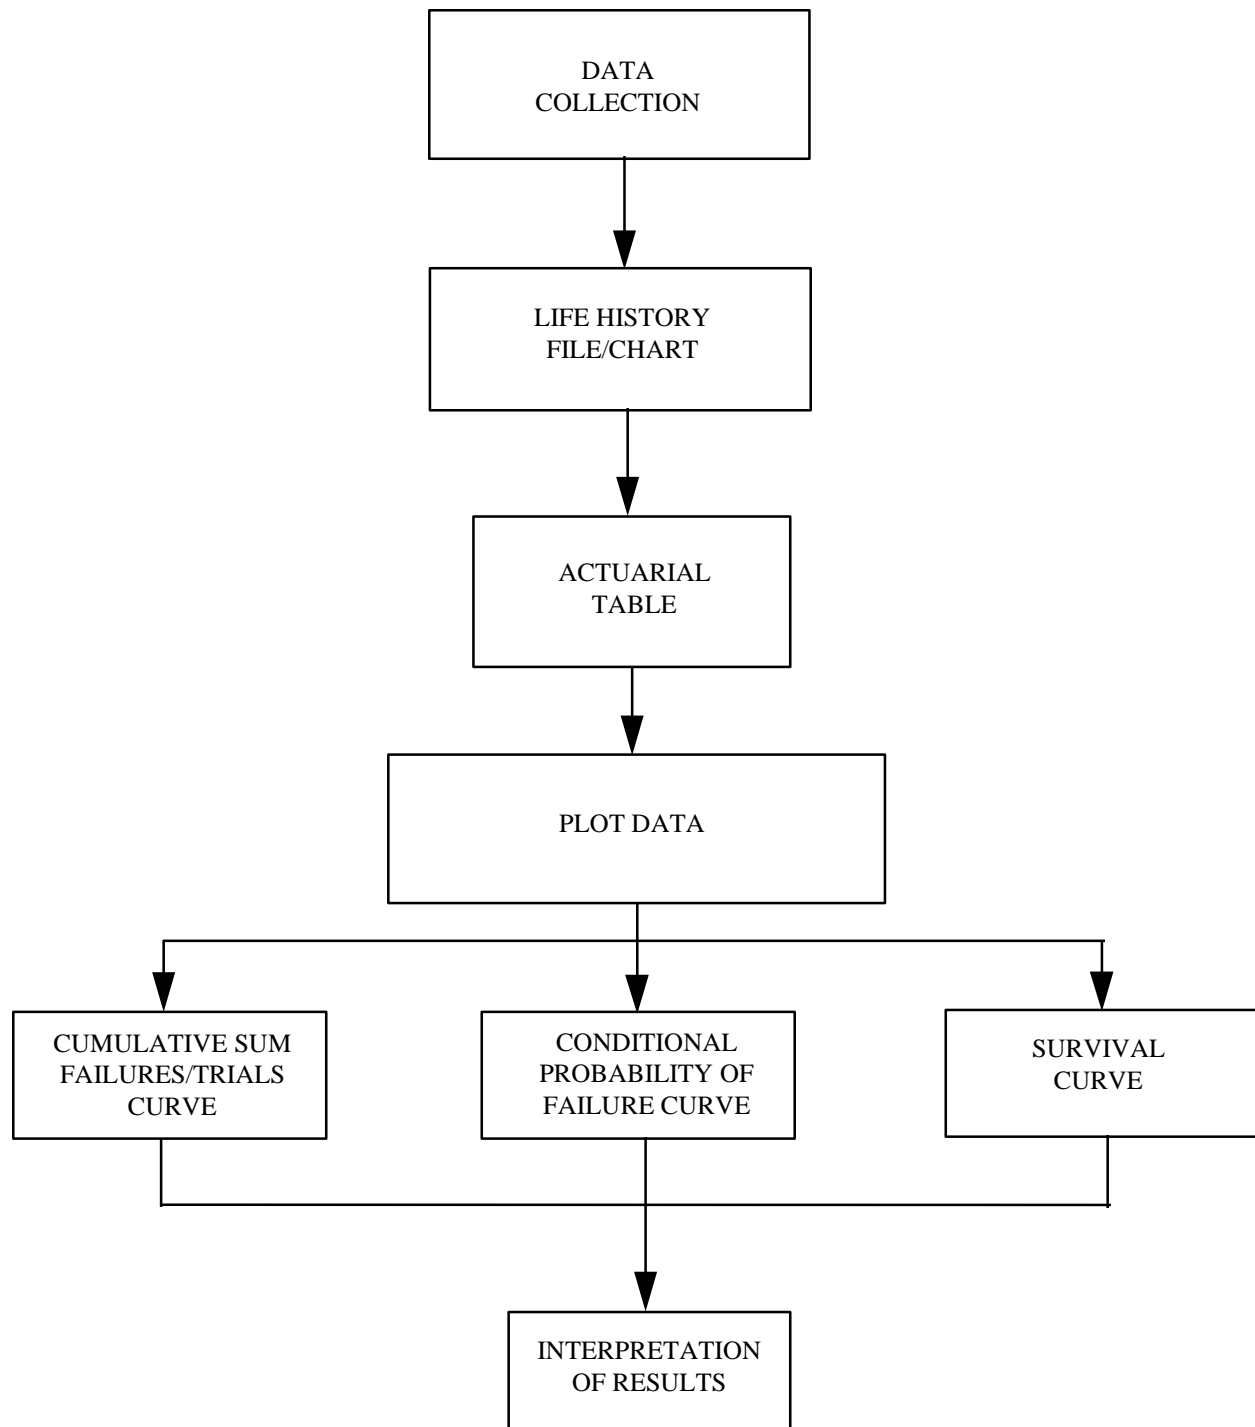 DATA
COLLECTION
LIFE HISTORY
FILE/CHART
ACTUARIAL
TABLE
PLOT DATA
CUMULATIVE SUM
FAILURES/TRIALS
CURVE
CONDITIONAL
PROBABILITY OF
FAILURE CURVE
SURVIVAL
CURVE
INTERPRETATION
OF RESULTS